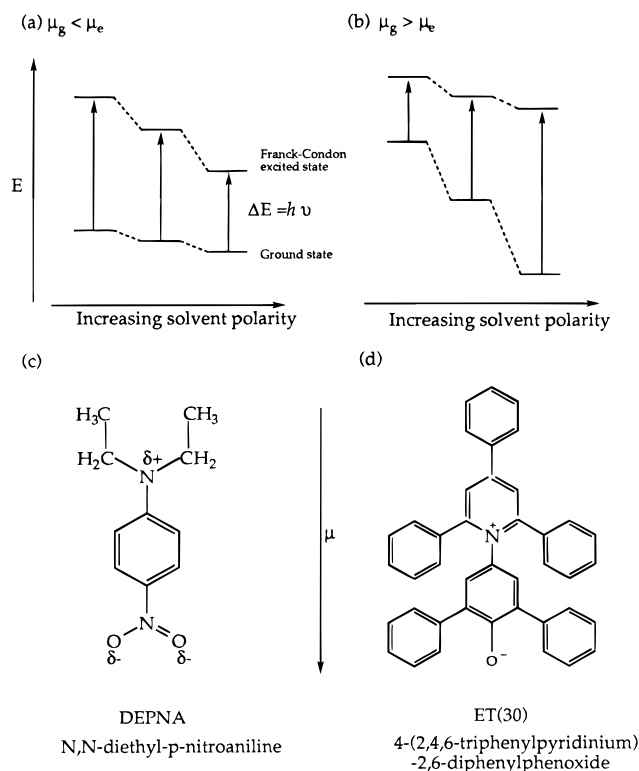 (a) μg < μe
(b) μg > μe
E
Franck-Condon
excited state
ΔE = h υ
Ground state
Increasing solvent polarity
Increasing solvent polarity
(c)
(d)
H3C
CH3
H2C
δ+
CH2
N
N
O
O
δ-
δ-
μ
N+
O−
DEPNA
N,N-diethyl-p-nitroaniline
ET(30)
4-(2,4,6-triphenylpyridinium)
-2,6-diphenylphenoxide